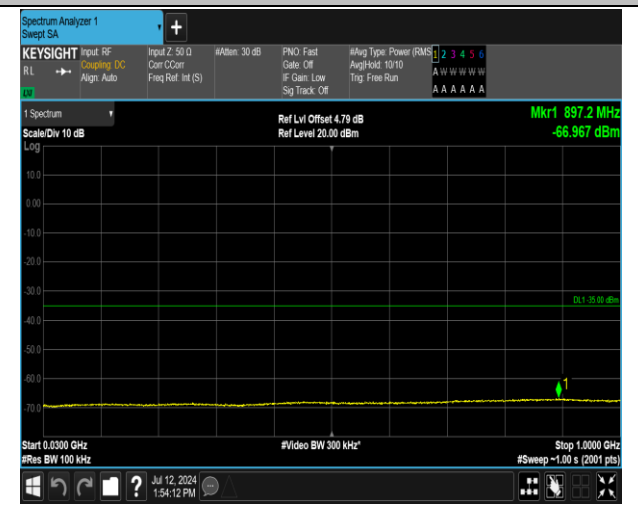 Spectrum Analyzer 1
Swept SA
+
KEYSIGHT
RL
LW
Input: RF
Coupling: DC
Align: Auto
Input Z: 50 Ω
Corr CCorr
Freq Ref: Int (S)
#Atten: 30 dB
PNO: Fast
Gate: Off
IF Gain: Low
Sig Track: Off
#Avg Type: Power (RMS
Avg|Hold: 10/10
Trig: Free Run
1 2 3 4 5 6
A W W W W W
A A A A A A
1 Spectrum
Scale/Div 10 dB
Ref Lvl Offset 4.79 dB
Ref Level 20.00 dBm
Mkr1 897.2 MHz
-66.967 dBm
Log
10.0
0.00
-10.0
-20.0
-30.0
DL1 -35.00 dBm
-40.0
-50.0
-60.0
1
-70.0
Start 0.0300 GHz
#Video BW 300 kHz*
Stop 1.0000 GHz
#Res BW 100 kHz
#Sweep ~1.00 s (2001 pts)
?
Jul 12, 2024
1:54:12 PM